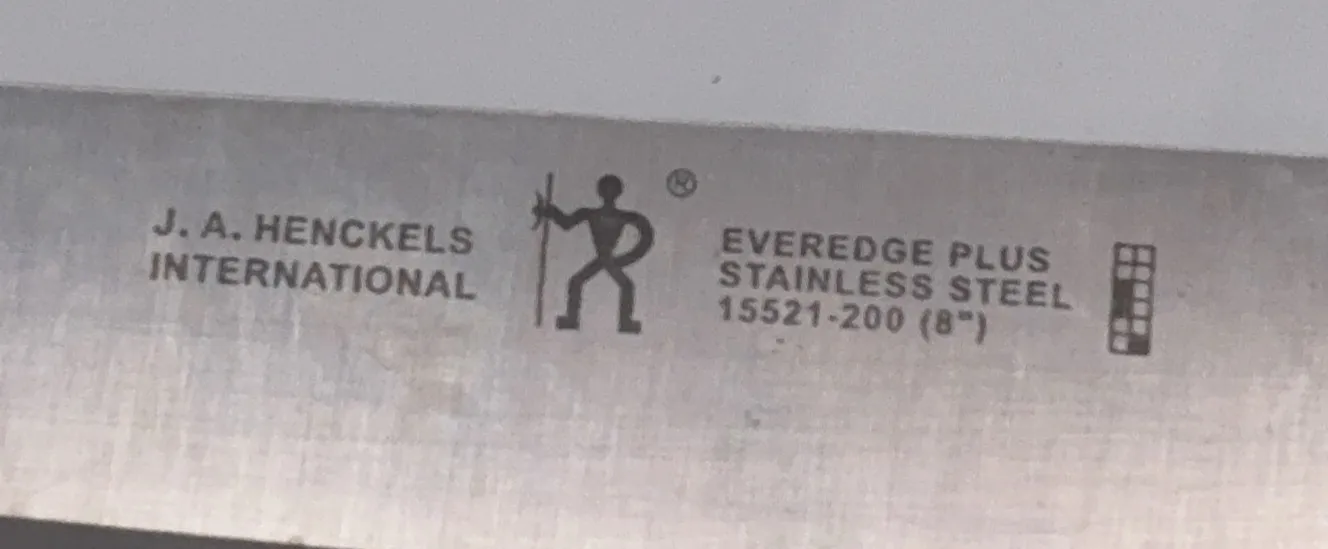 J. A. HENCKELS
INTERNATIONAL
®
EVEREDGE PLUS
STAINLESS STEEL
15521-200 (8")